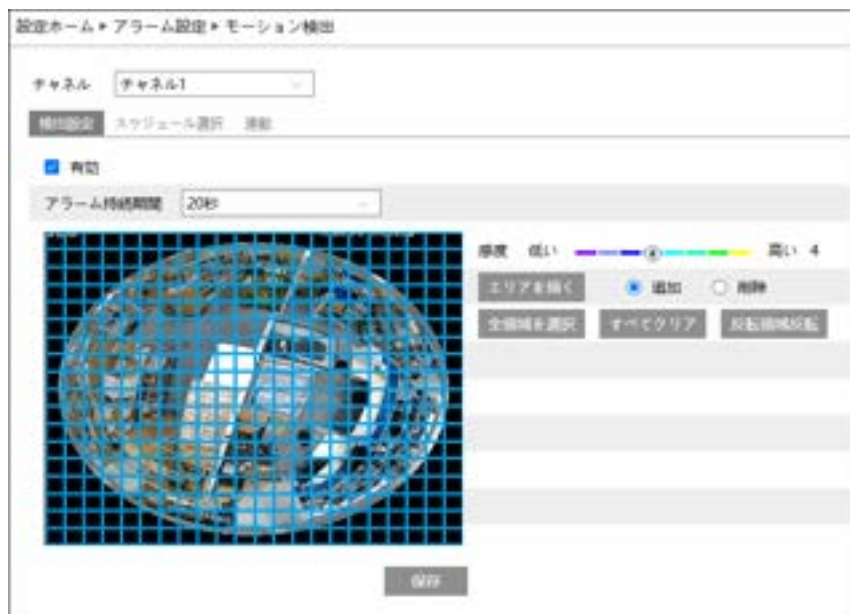 設定ホーム ▸ アラーム設定 ▸ モーション検出
チャネル チャネル1
検出設定 スケジュール選択 連動
有効
アラーム持続期間 20秒
感度 低い 高い 4
エリアを描く 追加 削除
全領域を選択 すべてクリア 反転領域反転
保存